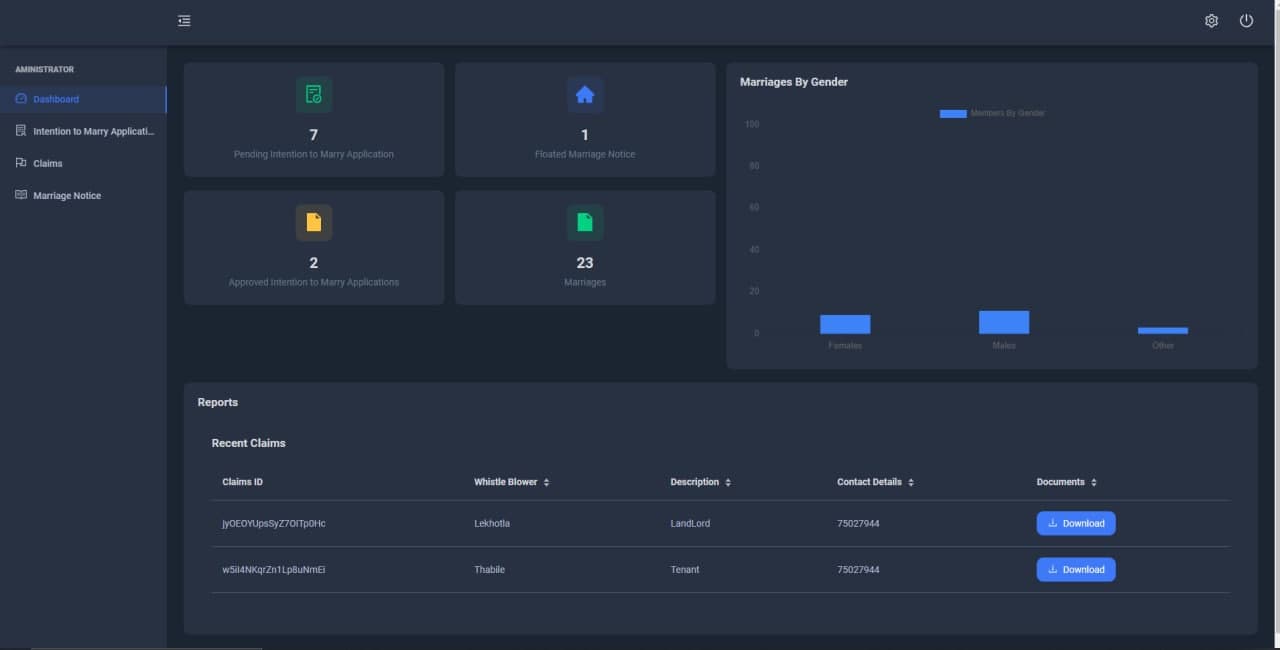 AMINISTRATOR
Dashboard
Intention to Marry Applicati...
Claims
Marriage Notice
7
Pending Intention to Marry Application
1
Floated Marriage Notice
2
Approved Intention to Marry Applications
23
Marriages
Marriages By Gender
Members By Gender
100
80
60
40
20
0
Females Males Other
Reports
Recent Claims
Claims ID Whistle Blower Description Contact Details Documents
jyOEOYUpsSyZ7OITp0Hc Lekhotla LandLord 75027944 Download
w5iI4NKqrZn1Lp8uNmEi Thabile Tenant 75027944 Download